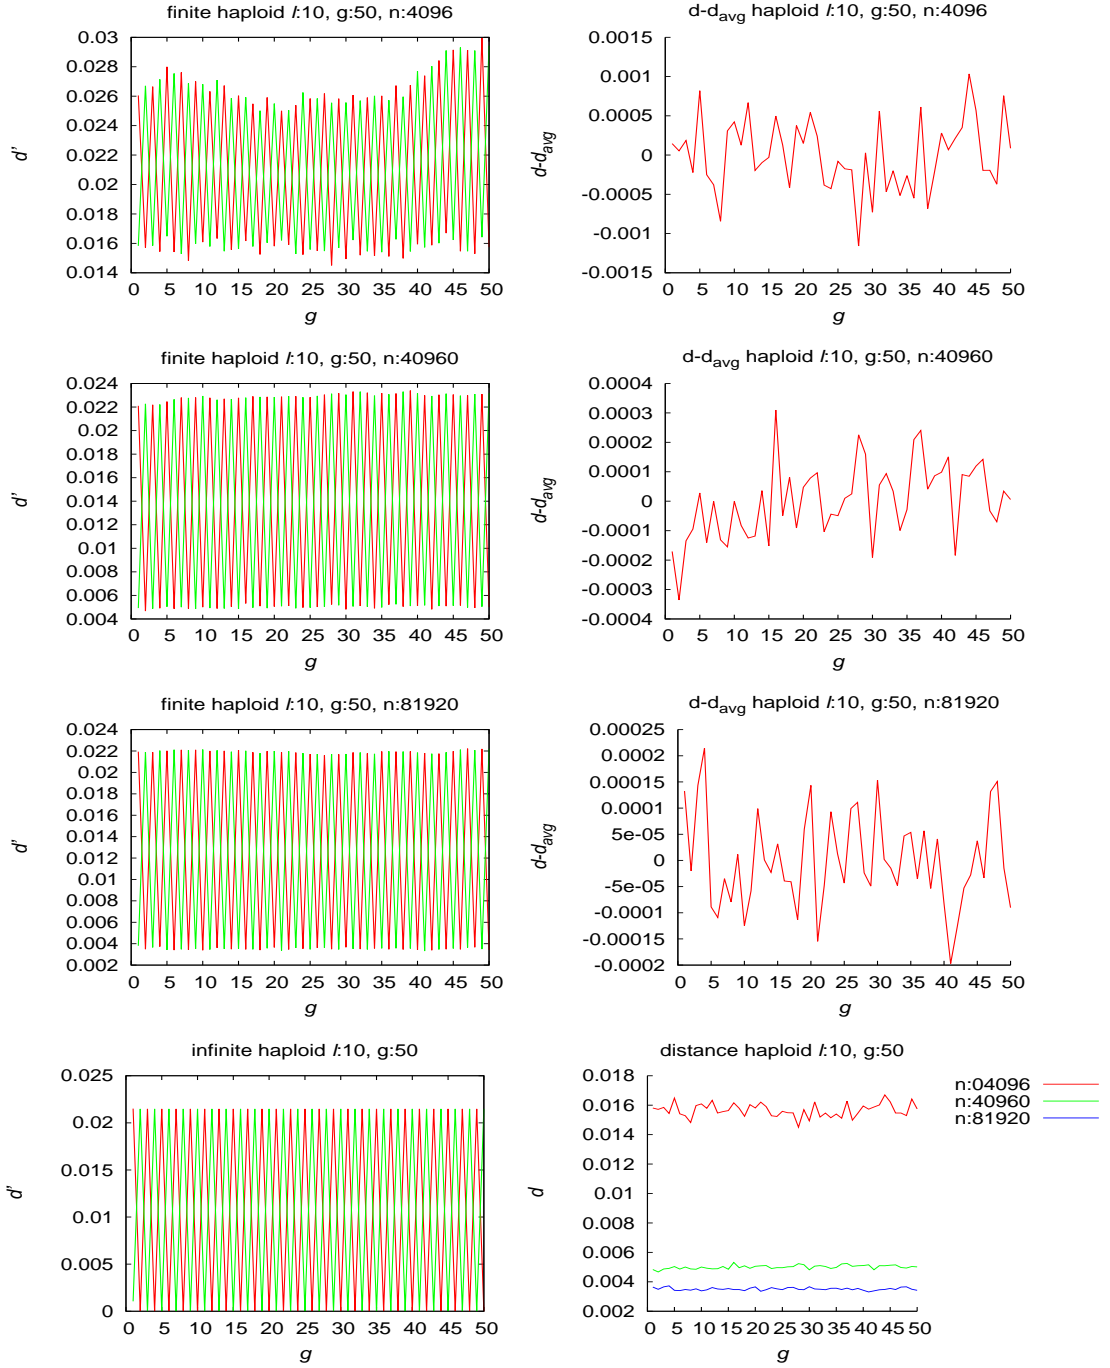 finite haploid l:10, g:50, n:4096
0.03
0.028
0.026
0.024
0.022
0.02
0.018
0.016
0.014
d'
0 5 10 15 20 25 30 35 40 45 50
g
d-davg haploid l:10, g:50, n:4096
0.0015
0.001
0.0005
0
-0.0005
-0.001
-0.0015
d-davg
0 5 10 15 20 25 30 35 40 45 50
g
finite haploid l:10, g:50, n:40960
0.024
0.022
0.02
0.018
0.016
0.014
0.012
0.01
0.008
0.006
0.004
d'
0 5 10 15 20 25 30 35 40 45 50
g
d-davg haploid l:10, g:50, n:40960
0.0004
0.0003
0.0002
0.0001
0
-0.0001
-0.0002
-0.0003
-0.0004
d-davg
0 5 10 15 20 25 30 35 40 45 50
g
finite haploid l:10, g:50, n:81920
0.024
0.022
0.02
0.018
0.016
0.014
0.012
0.01
0.008
0.006
0.004
0.002
d'
0 5 10 15 20 25 30 35 40 45 50
g
d-davg haploid l:10, g:50, n:81920
0.00025
0.0002
0.00015
0.0001
5e-05
0
-5e-05
-0.0001
-0.00015
-0.0002
d-davg
0 5 10 15 20 25 30 35 40 45 50
g
infinite haploid l:10, g:50
0.025
0.02
0.015
0.01
0.005
0
d'
0 5 10 15 20 25 30 35 40 45 50
g
distance haploid l:10, g:50
0.018
0.016
0.014
0.012
0.01
0.008
0.006
0.004
0.002
d
0 5 10 15 20 25 30 35 40 45 50
g
n:04096
n:40960
n:81920